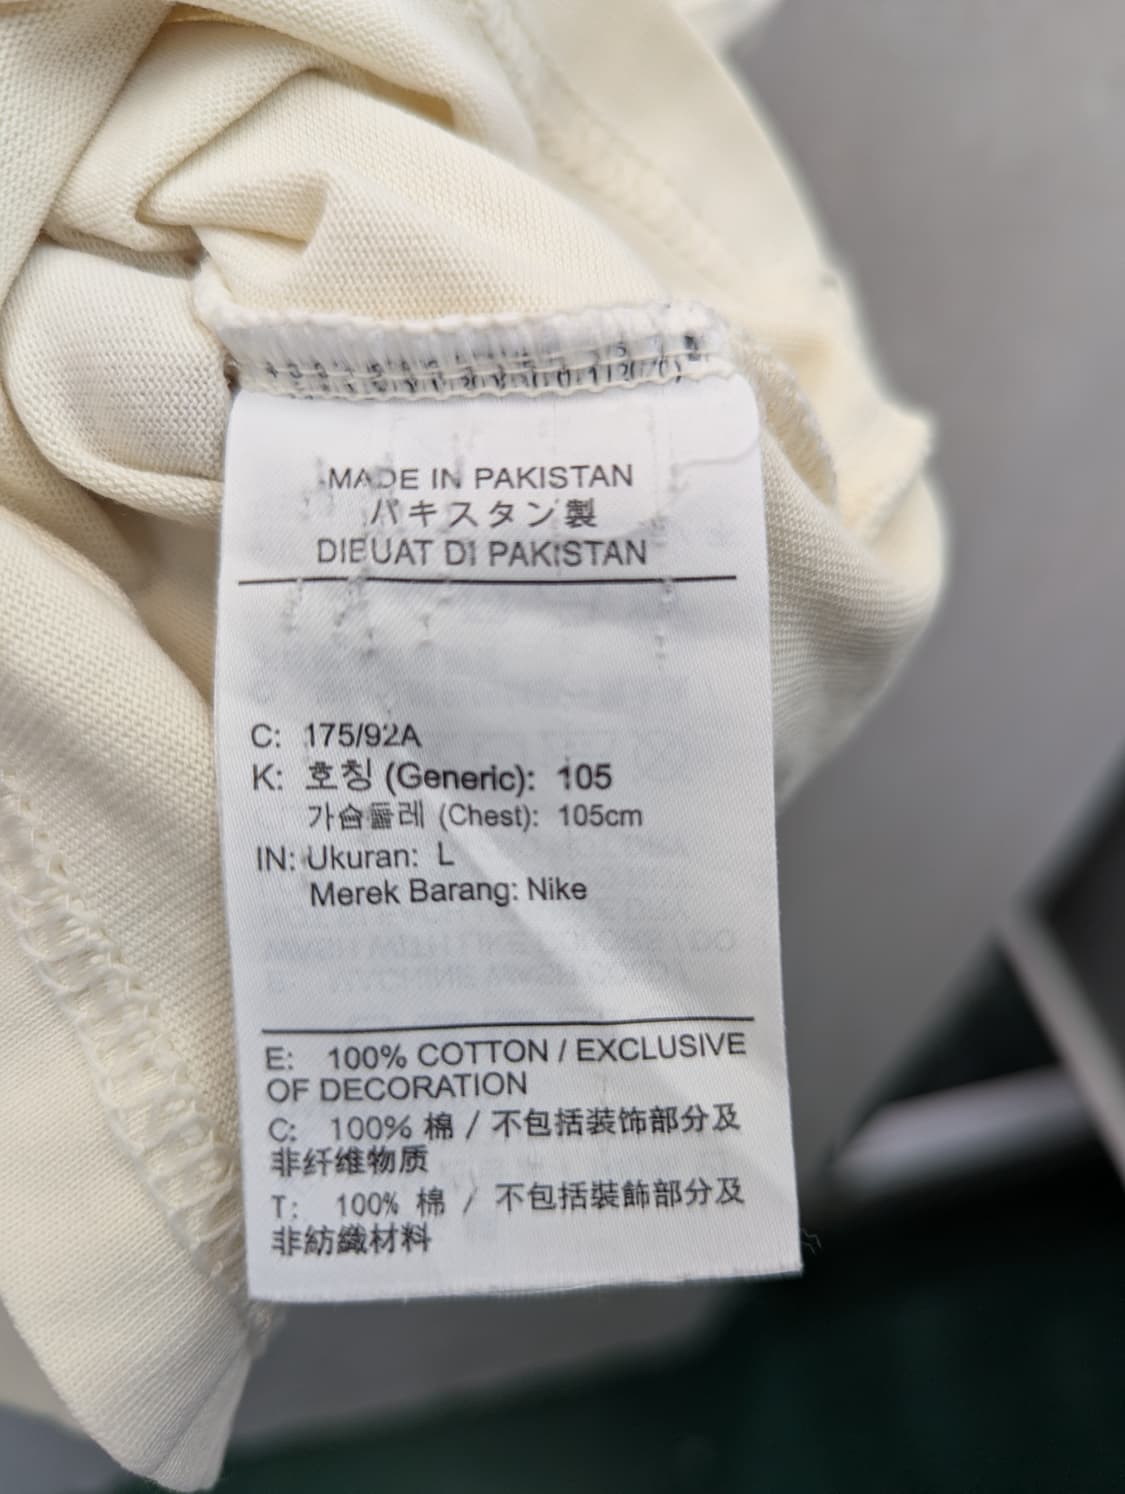 MADE IN PAKISTAN
パキスタン製
DIBUAT DI PAKISTAN
C: 175/92A
K: 호칭 (Generic): 105
가슴둘레 (Chest): 105cm
IN: Ukuran: L
Merek Barang: Nike
E: 100% COTTON / EXCLUSIVE
OF DECORATION
C: 100% 棉 / 不包括装饰部分及
非纤维物质
T: 100% 棉 / 不包括裝飾部分及
非紡織材料